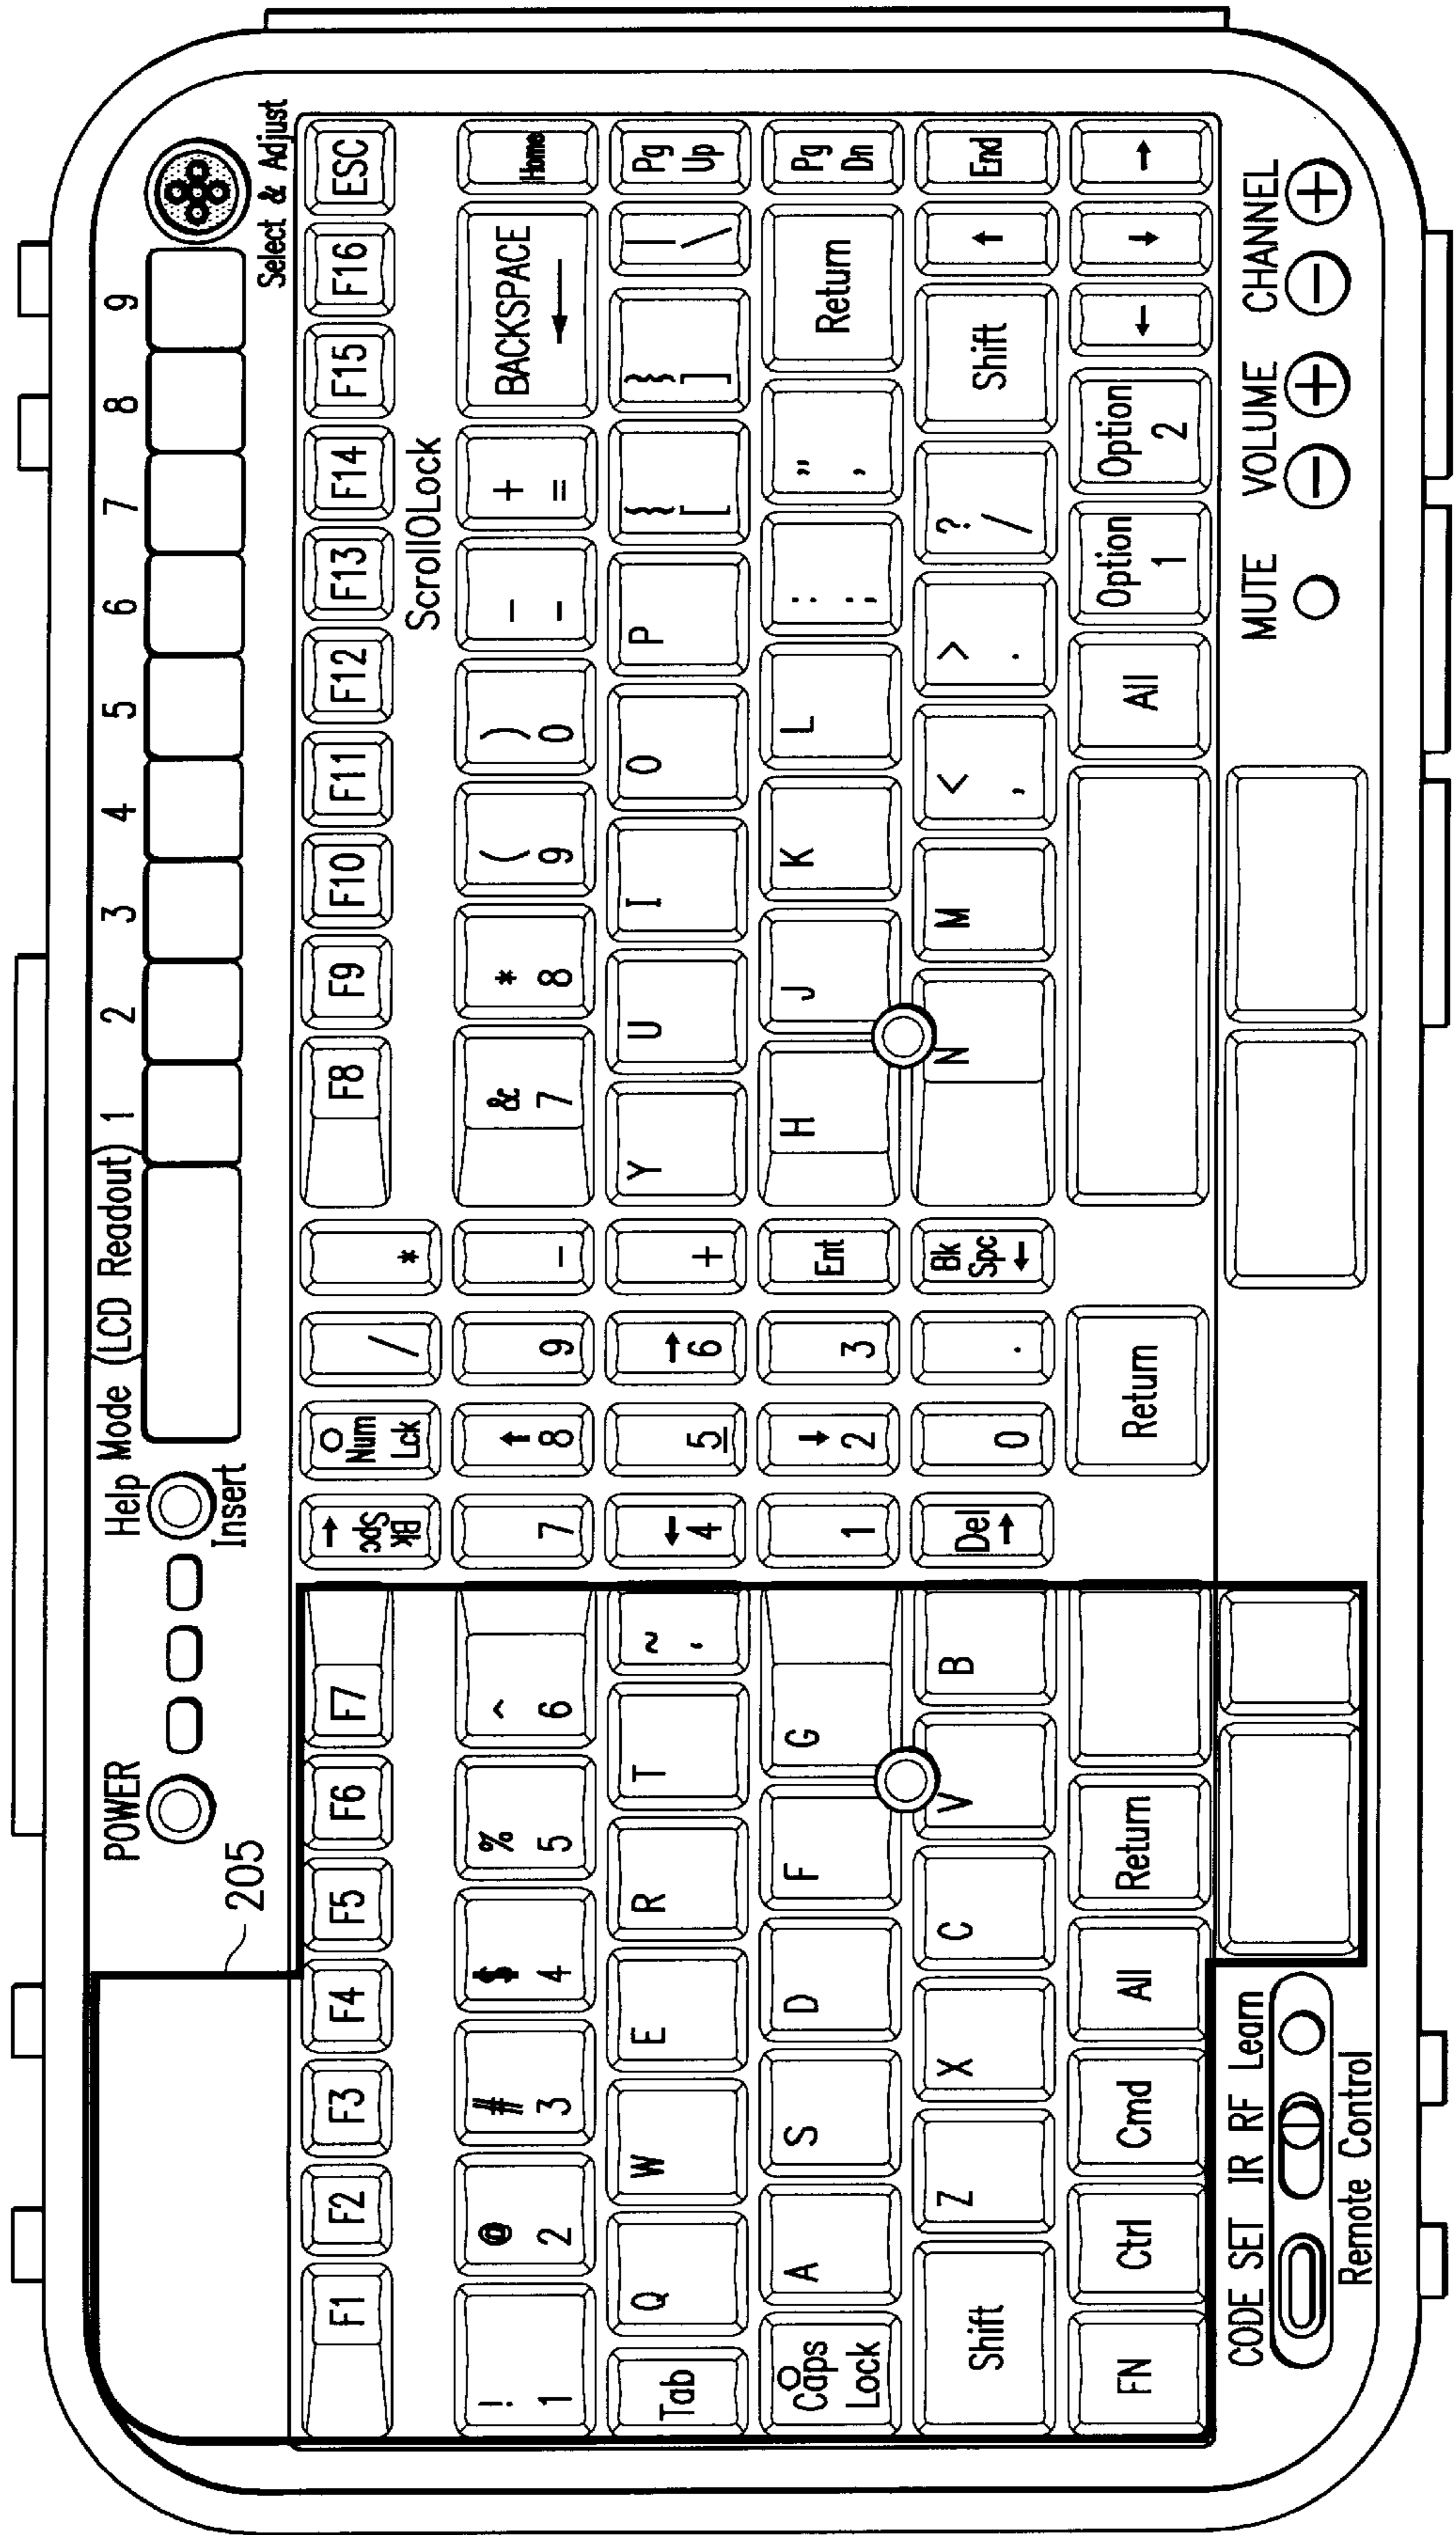 POWER Help Mode (LCD Readout) 1 2 3 4 5 6 7 8 9
Insert
Select & Adjust
205
F1 F2 F3 F4 F5 F6 F7
Bk Spc → Num Lck / *
F8 F9 F10 F11 F12 F13 F14 F15 F16 ESC
ScrollOLock
! 1
@ 2
# 3
$ 4
% 5
^ 6
7
↑ 8
9
–
& 7
* 8
( 9
) 0
– –
+ =
BACKSPACE ←
Home
Tab Q W E R T
~ ‘
← 4
5
→ 6
+
Y U I O P
{ [
} ]
| \
Pg Up
Caps Lock
A S D F G
1
↓ 2
3
Ent
H J K L
: ;
" ,
Return
Pg Dn
Shift Z X C V B
Del →
0
.
Bk Spc ←
N M
< ,
> .
? /
Shift
↑
End
FN Ctrl Cmd All Return
Return
All
Option 1
Option 2
← ↓ →
CODE SET IR RF Learn
Remote Control
MUTE VOLUME CHANNEL
− + − +